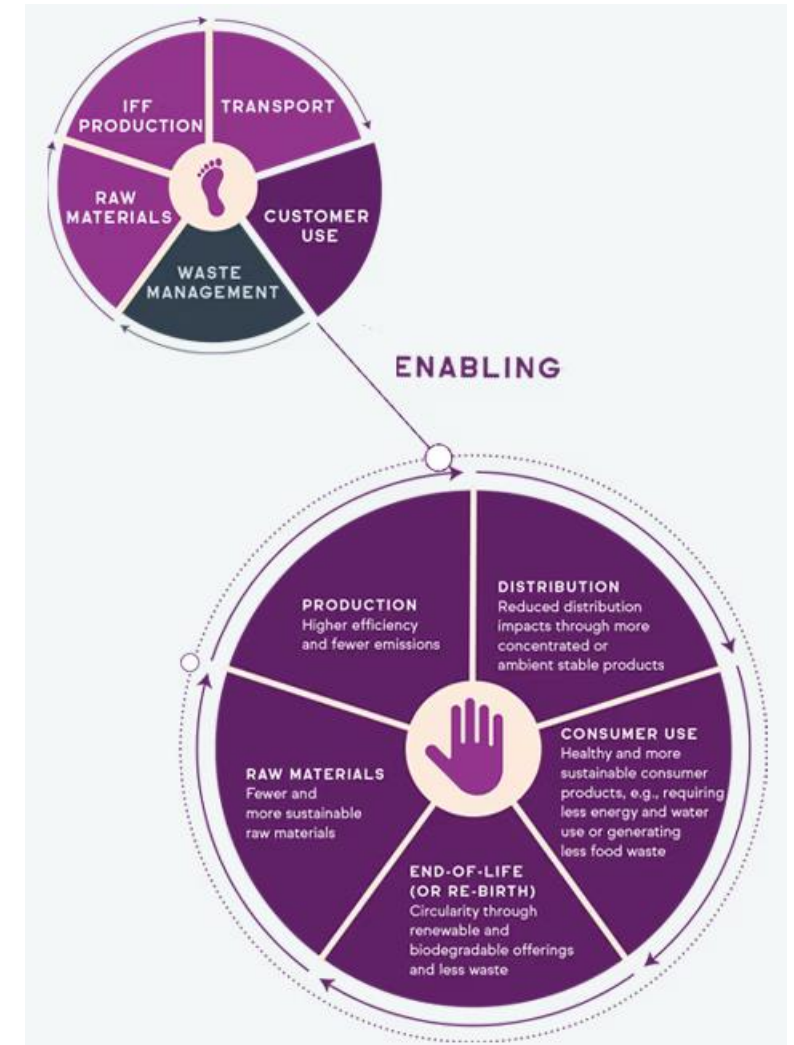 IFF
PRODUCTION
TRANSPORT
RAW
MATERIALS
CUSTOMER
USE
WASTE
MANAGEMENT
ENABLING
PRODUCTION
Higher efficiency
and fewer emissions
DISTRIBUTION
Reduced distribution
impacts through more
concentrated or
ambient stable products
RAW MATERIALS
Fewer and
more sustainable
raw materials
CONSUMER USE
Healthy and more
sustainable consumer
products, e.g., requiring
less energy and water
use or generating
less food waste
END-OF-LIFE
(OR RE-BIRTH)
Circularity through
renewable and
biodegradable offerings
and less waste